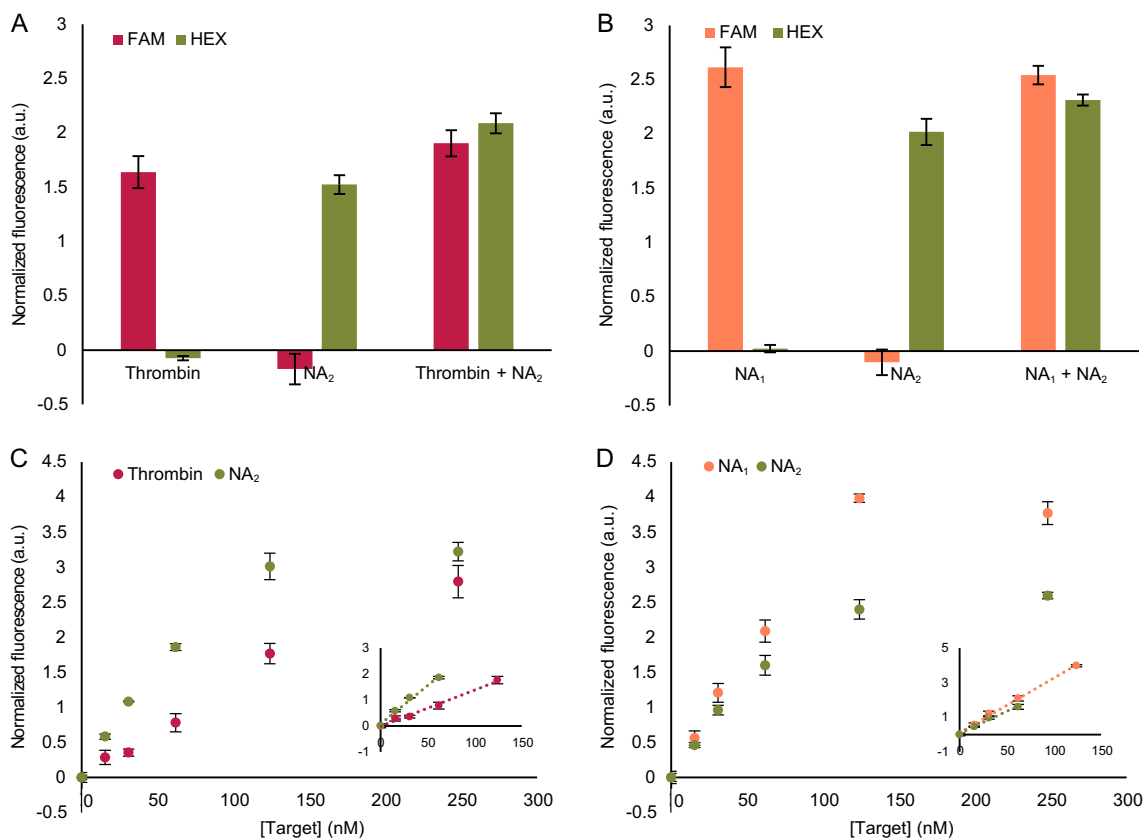 A
FAM HEX
Normalized fluorescence (a.u.)
3
2.5
2
1.5
1
0.5
0
-0.5
Thrombin NA₂ Thrombin + NA₂
B
FAM HEX
Normalized fluorescence (a.u.)
3
2.5
2
1.5
1
0.5
0
-0.5
NA₁ NA₂ NA₁ + NA₂
C
Thrombin NA₂
Normalized fluorescence (a.u.)
4.5
4
3.5
3
2.5
2
1.5
1
0.5
0
-0.5
0 50 100 150 200 250 300
[Target] (nM)
3
2
1
0
-1
0 50 100 150
D
NA₁ NA₂
Normalized fluorescence (a.u.)
4.5
4
3.5
3
2.5
2
1.5
1
0.5
0
-0.5
0 50 100 150 200 250 300
[Target] (nM)
5
3
1
-1
0 50 100 150